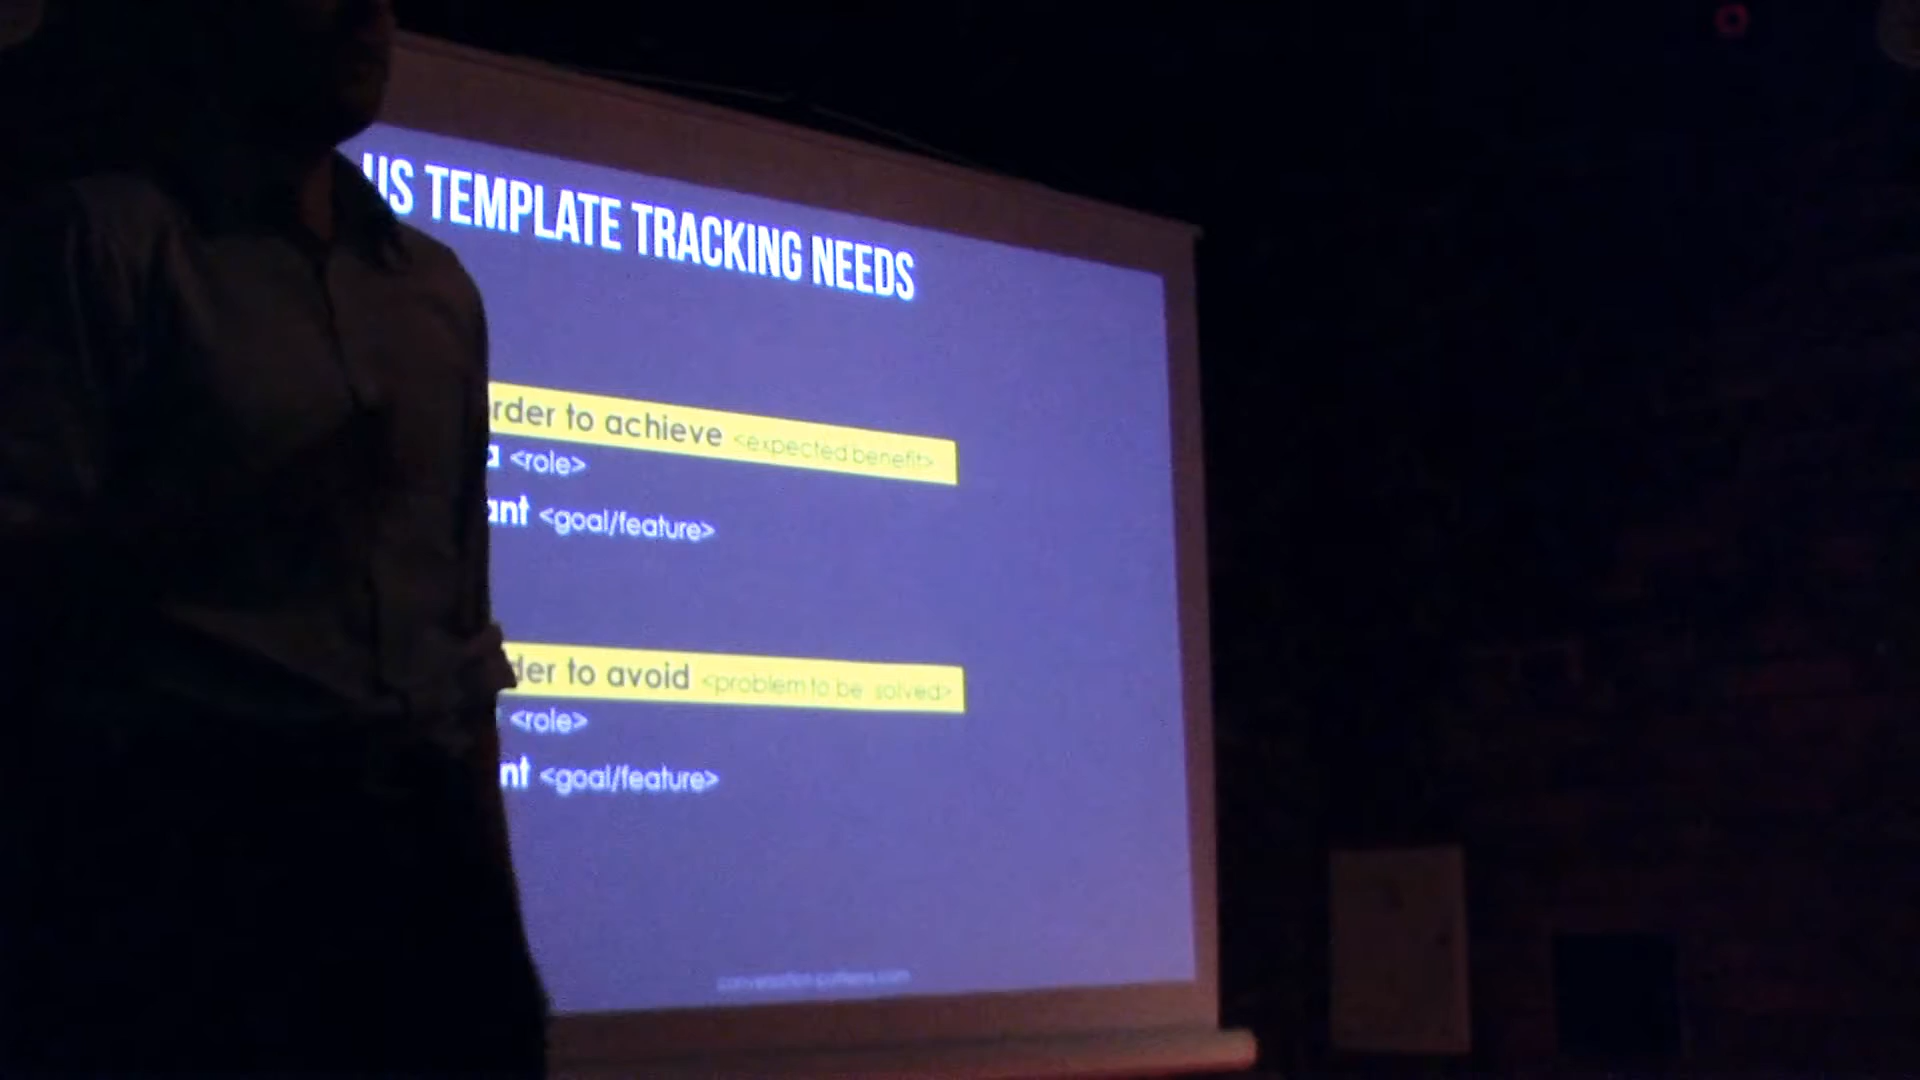 US TEMPLATE TRACKING NEEDS
rder to achieve <expected benefit>
a <role>
ant <goal/feature>
der to avoid <problem to be solved>
<role>
nt <goal/feature>